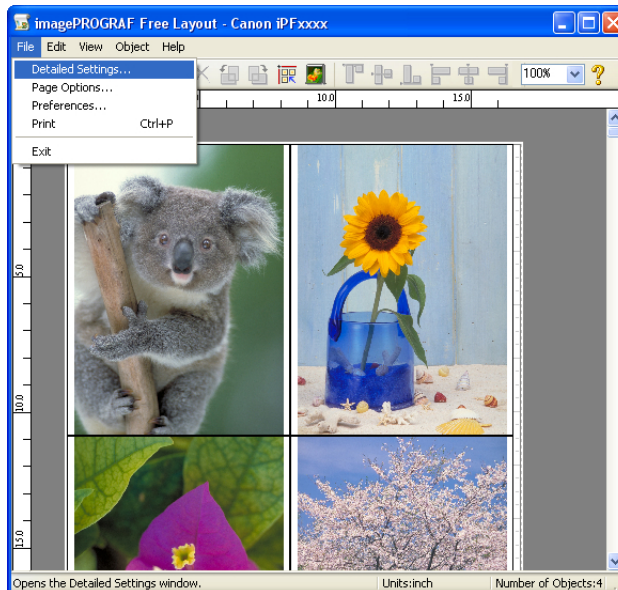 imagePROGRAF Free Layout - Canon iPFxxxx
File Edit View Object Help
Detailed Settings...
Page Options...
Preferences...
Print Ctrl+P
Exit
100%
10.0 15.0
5.0
10.0
15.0
Opens the Detailed Settings window. Units:inch Number of Objects:4